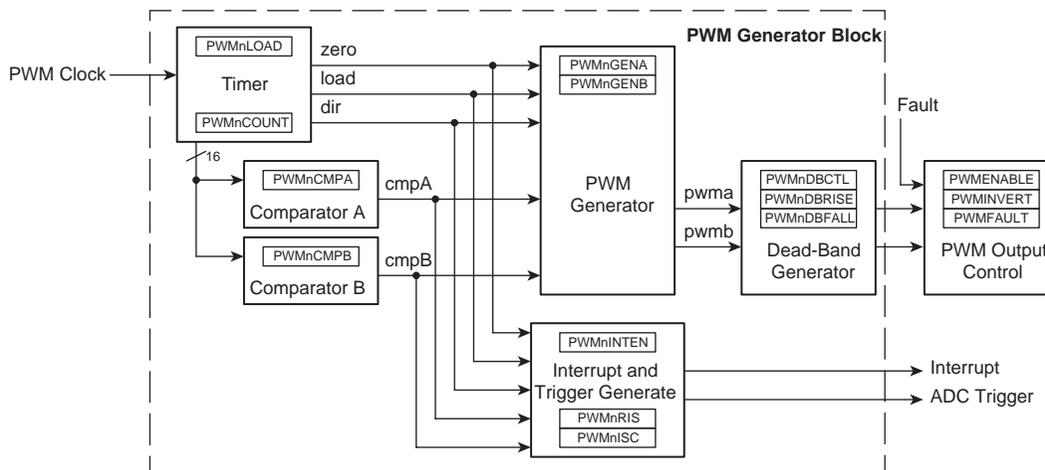 PWM Generator Block
PWM Clock
PWMnLOAD
Timer
PWMnCOUNT
zero
load
dir
16
PWMnCMPA
Comparator A
cmpA
PWMnCMPB
Comparator B
cmpB
PWMnGENA
PWMnGENB
PWM
Generator
pwma
pwmb
PWMnDBCTL
PWMnDBRISE
PWMnDBFALL
Dead-Band
Generator
Fault
PWMENABLE
PWMINVERT
PWMFAULT
PWM Output
Control
PWMnINTEN
Interrupt and
Trigger Generate
PWMnRIS
PWMnISC
Interrupt
ADC Trigger